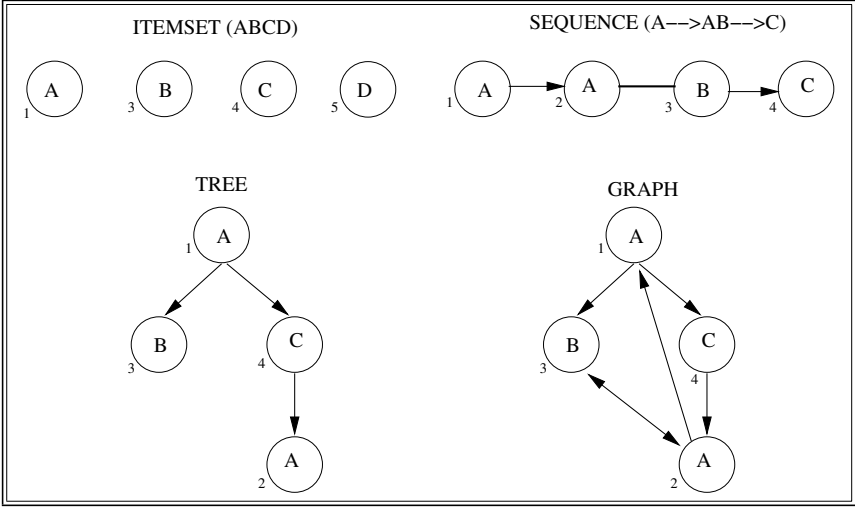 ITEMSET (ABCD)
A B C D
1 3 4 5
SEQUENCE (A-->AB-->C)
A A B C
1 2 3 4
TREE
A
1
B C
3 4
A
2
GRAPH
A
1
B C
3 4
A
2